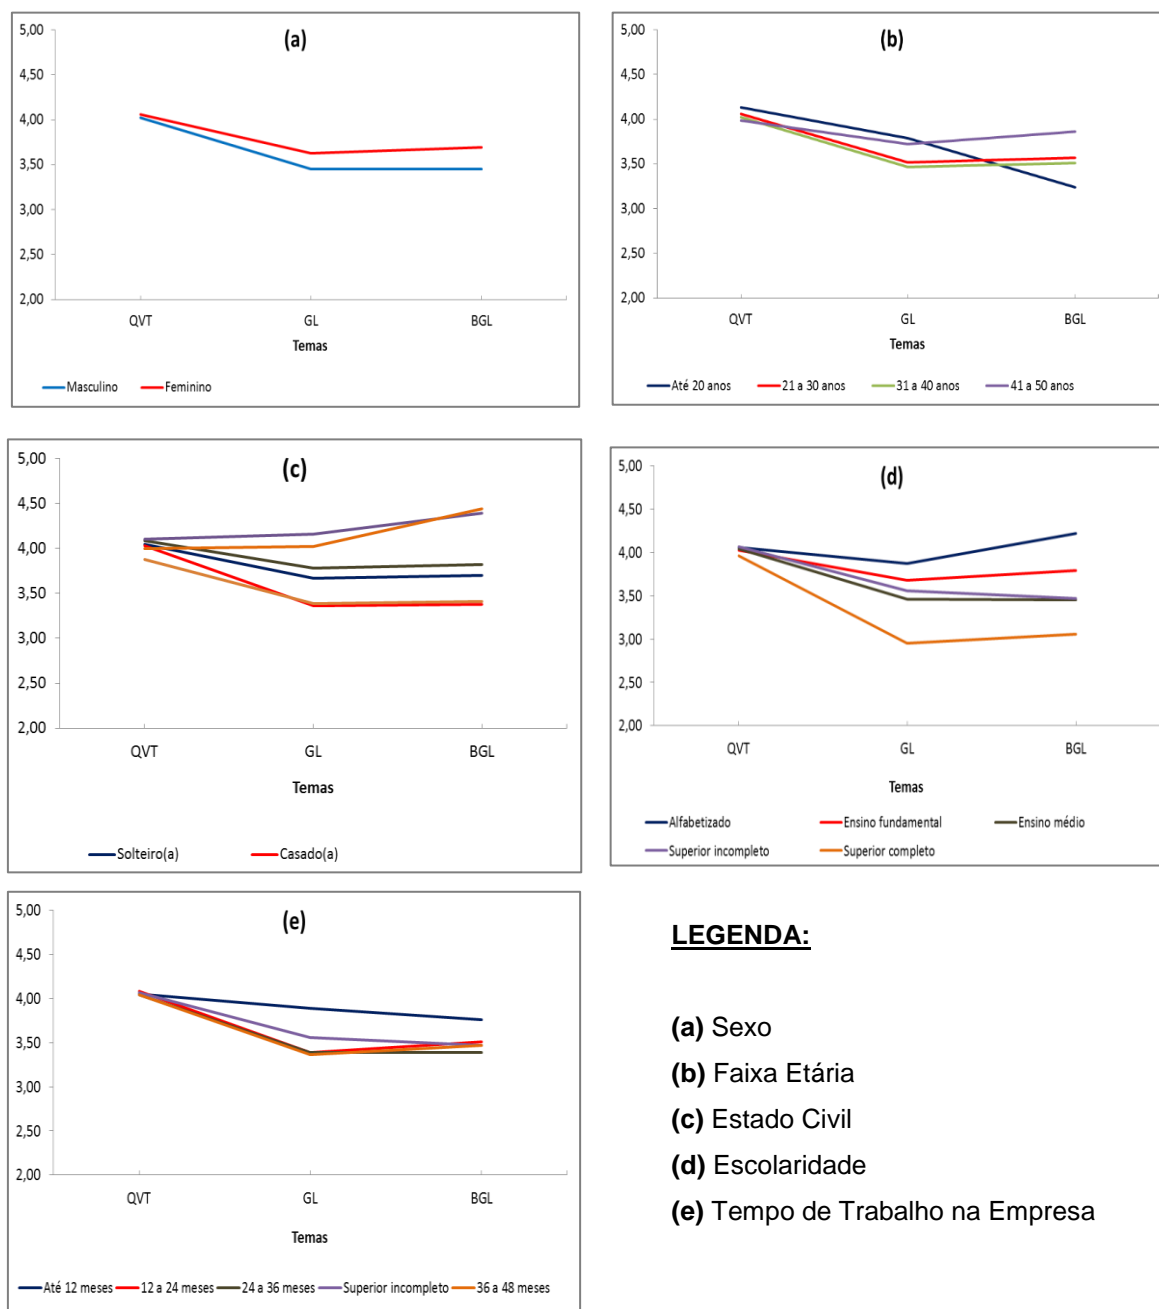 (a)
5,00
4,50
4,00
3,50
3,00
2,50
2,00
QVT GL BGL
Temas
Masculino Feminino
(b)
5,00
4,50
4,00
3,50
3,00
2,50
2,00
QVT GL BGL
Temas
Até 20 anos 21 a 30 anos 31 a 40 anos 41 a 50 anos
(c)
5,00
4,50
4,00
3,50
3,00
2,50
2,00
QVT GL BGL
Temas
Solteiro(a) Casado(a)
(d)
5,00
4,50
4,00
3,50
3,00
2,50
2,00
QVT GL BGL
Temas
Alfabetizado Ensino fundamental Ensino médio
Superior incompleto Superior completo
(e)
5,00
4,50
4,00
3,50
3,00
2,50
2,00
QVT GL BGL
Temas
Até 12 meses 12 a 24 meses 24 a 36 meses Superior incompleto 36 a 48 meses
LEGENDA:
(a) Sexo
(b) Faixa Etária
(c) Estado Civil
(d) Escolaridade
(e) Tempo de Trabalho na Empresa